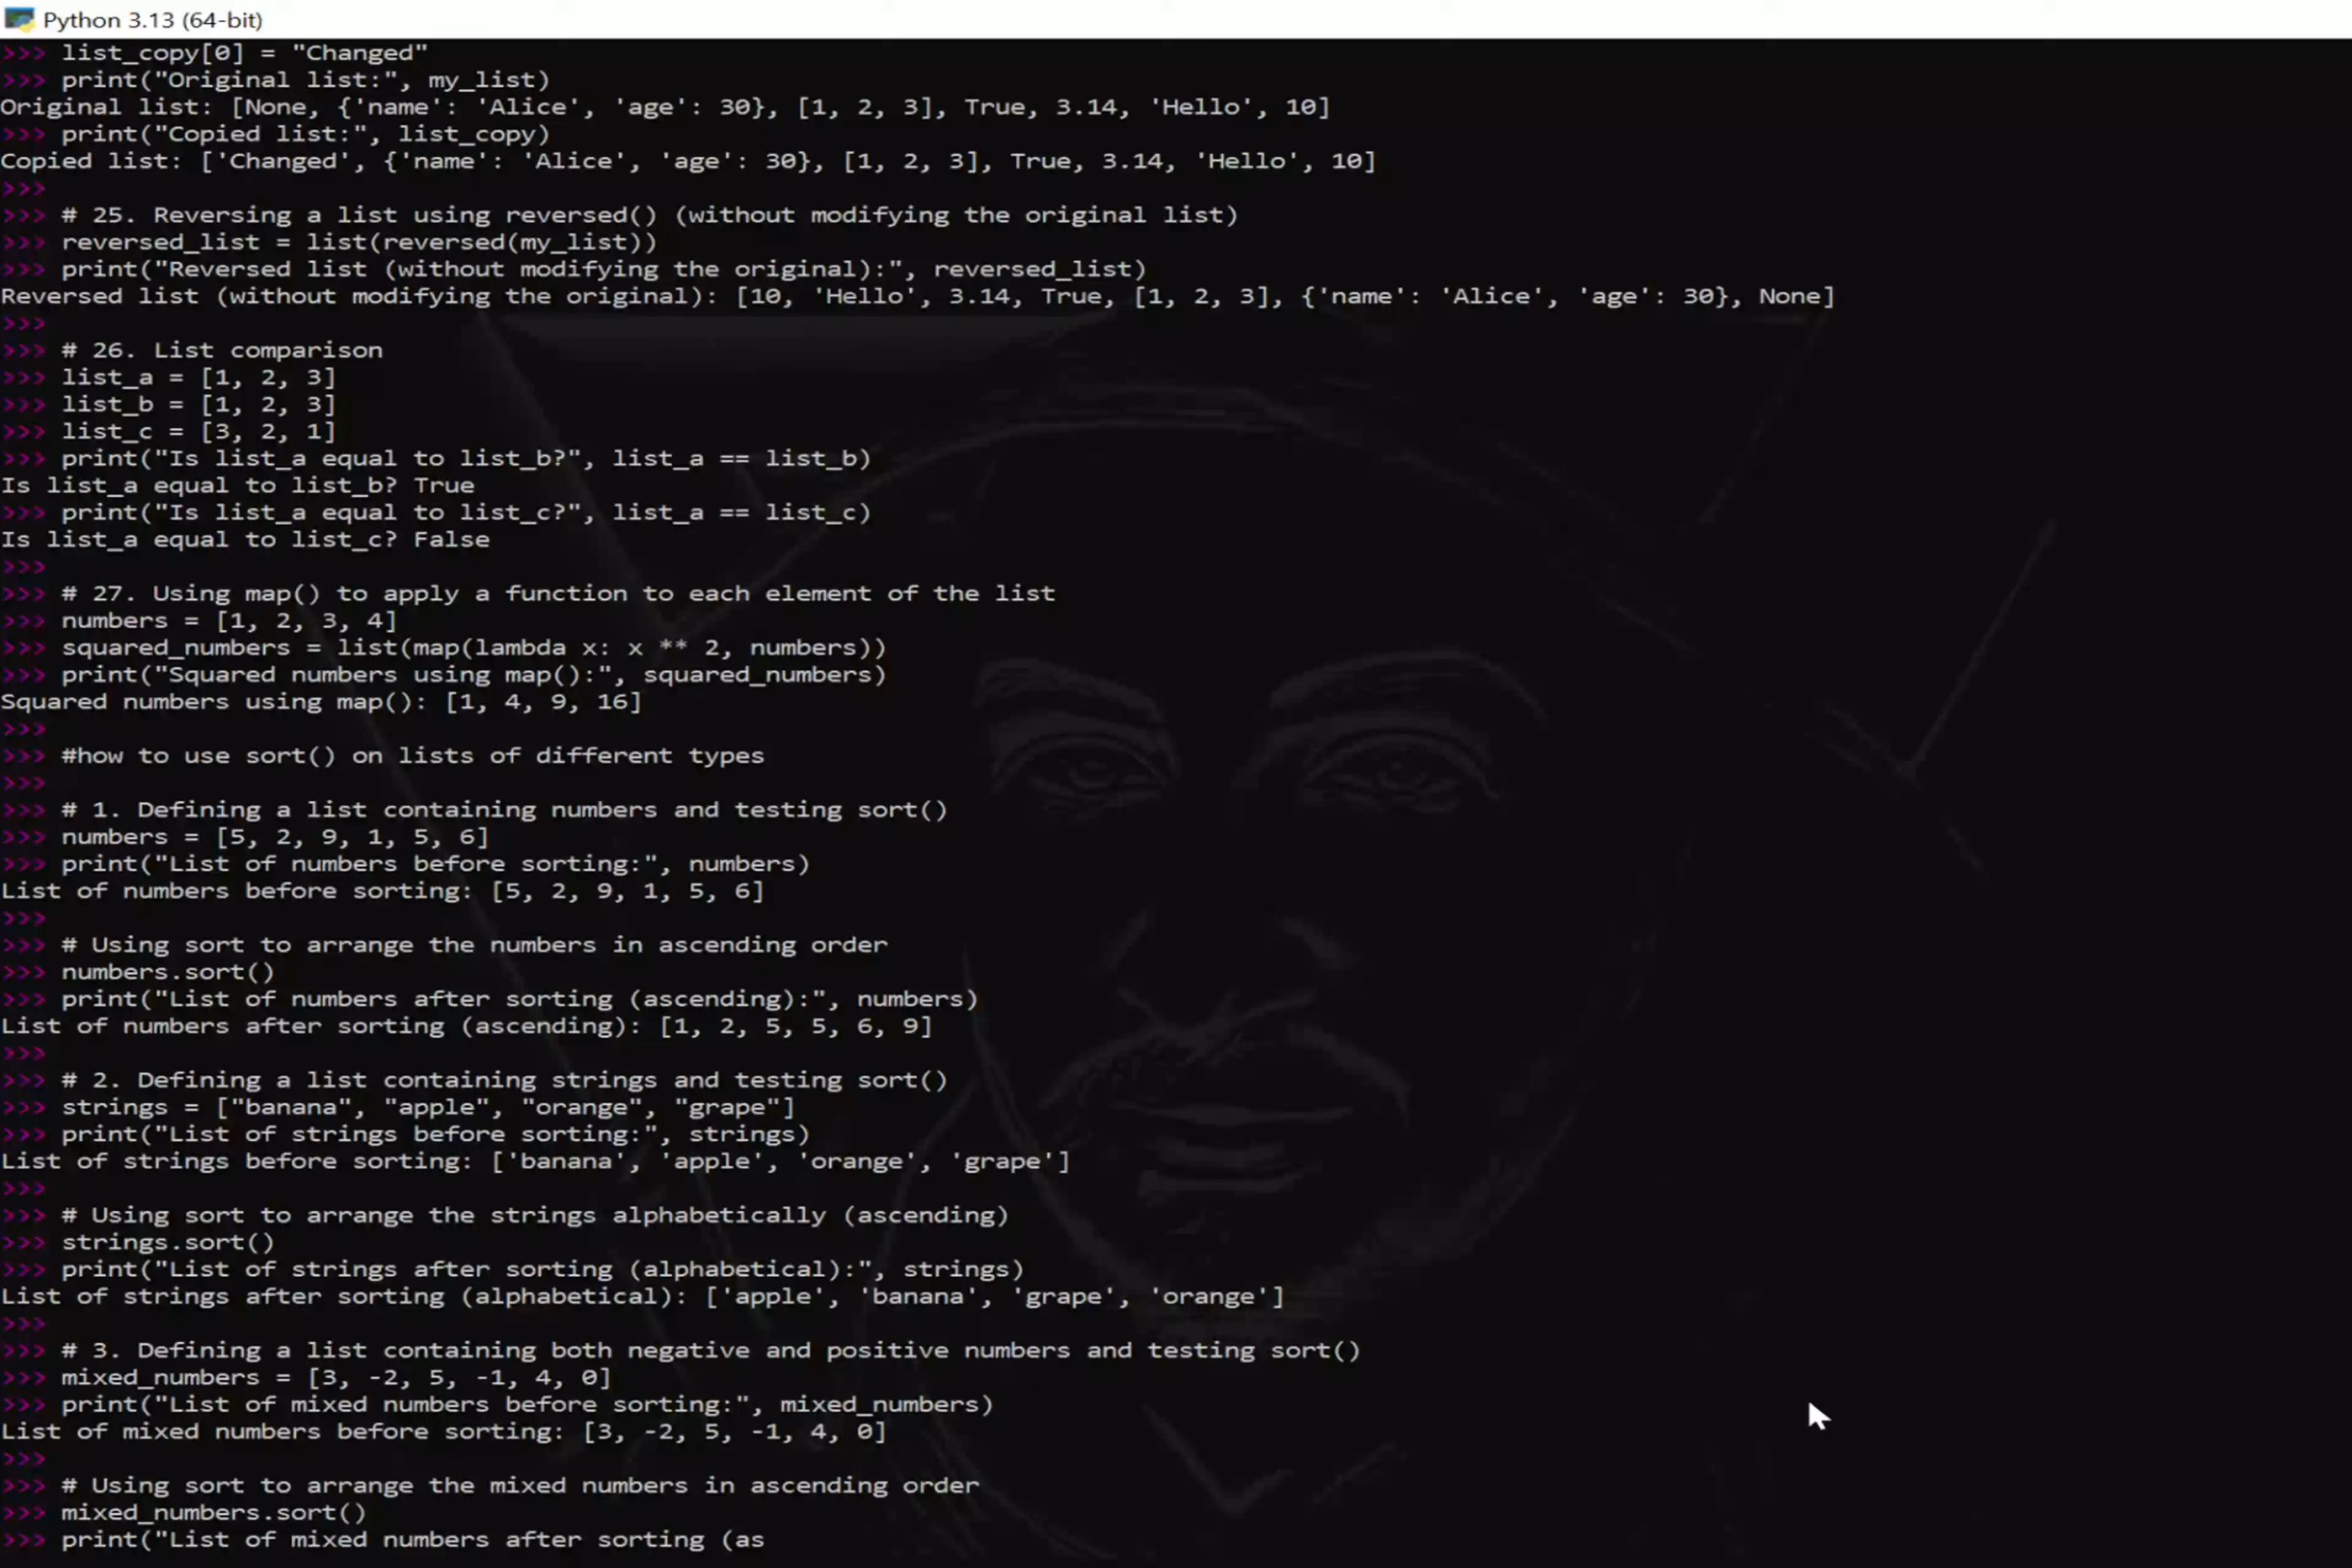 Python 3.13 (64-bit)
>>> list_copy[0] = "Changed"
>>> print("Original list:", my_list)
Original list: [None, {'name': 'Alice', 'age': 30}, [1, 2, 3], True, 3.14, 'Hello', 10]
>>> print("Copied list:", list_copy)
Copied list: ['Changed', {'name': 'Alice', 'age': 30}, [1, 2, 3], True, 3.14, 'Hello', 10]
>>>
>>> # 25. Reversing a list using reversed() (without modifying the original list)
>>> reversed_list = list(reversed(my_list))
>>> print("Reversed list (without modifying the original):", reversed_list)
Reversed list (without modifying the original): [10, 'Hello', 3.14, True, [1, 2, 3], {'name': 'Alice', 'age': 30}, None]
>>>
>>> # 26. List comparison
>>> list_a = [1, 2, 3]
>>> list_b = [1, 2, 3]
>>> list_c = [3, 2, 1]
>>> print("Is list_a equal to list_b?", list_a == list_b)
Is list_a equal to list_b? True
>>> print("Is list_a equal to list_c?", list_a == list_c)
Is list_a equal to list_c? False
>>>
>>> # 27. Using map() to apply a function to each element of the list
>>> numbers = [1, 2, 3, 4]
>>> squared_numbers = list(map(lambda x: x ** 2, numbers))
>>> print("Squared numbers using map():", squared_numbers)
Squared numbers using map(): [1, 4, 9, 16]
>>>
>>> #how to use sort() on lists of different types
>>>
>>> # 1. Defining a list containing numbers and testing sort()
>>> numbers = [5, 2, 9, 1, 5, 6]
>>> print("List of numbers before sorting:", numbers)
List of numbers before sorting: [5, 2, 9, 1, 5, 6]
>>>
>>> # Using sort to arrange the numbers in ascending order
>>> numbers.sort()
>>> print("List of numbers after sorting (ascending):", numbers)
List of numbers after sorting (ascending): [1, 2, 5, 5, 6, 9]
>>>
>>> # 2. Defining a list containing strings and testing sort()
>>> strings = ["banana", "apple", "orange", "grape"]
>>> print("List of strings before sorting:", strings)
List of strings before sorting: ['banana', 'apple', 'orange', 'grape']
>>>
>>> # Using sort to arrange the strings alphabetically (ascending)
>>> strings.sort()
>>> print("List of strings after sorting (alphabetical):", strings)
List of strings after sorting (alphabetical): ['apple', 'banana', 'grape', 'orange']
>>>
>>> # 3. Defining a list containing both negative and positive numbers and testing sort()
>>> mixed_numbers = [3, -2, 5, -1, 4, 0]
>>> print("List of mixed numbers before sorting:", mixed_numbers)
List of mixed numbers before sorting: [3, -2, 5, -1, 4, 0]
>>>
>>> # Using sort to arrange the mixed numbers in ascending order
>>> mixed_numbers.sort()
>>> print("List of mixed numbers after sorting (as